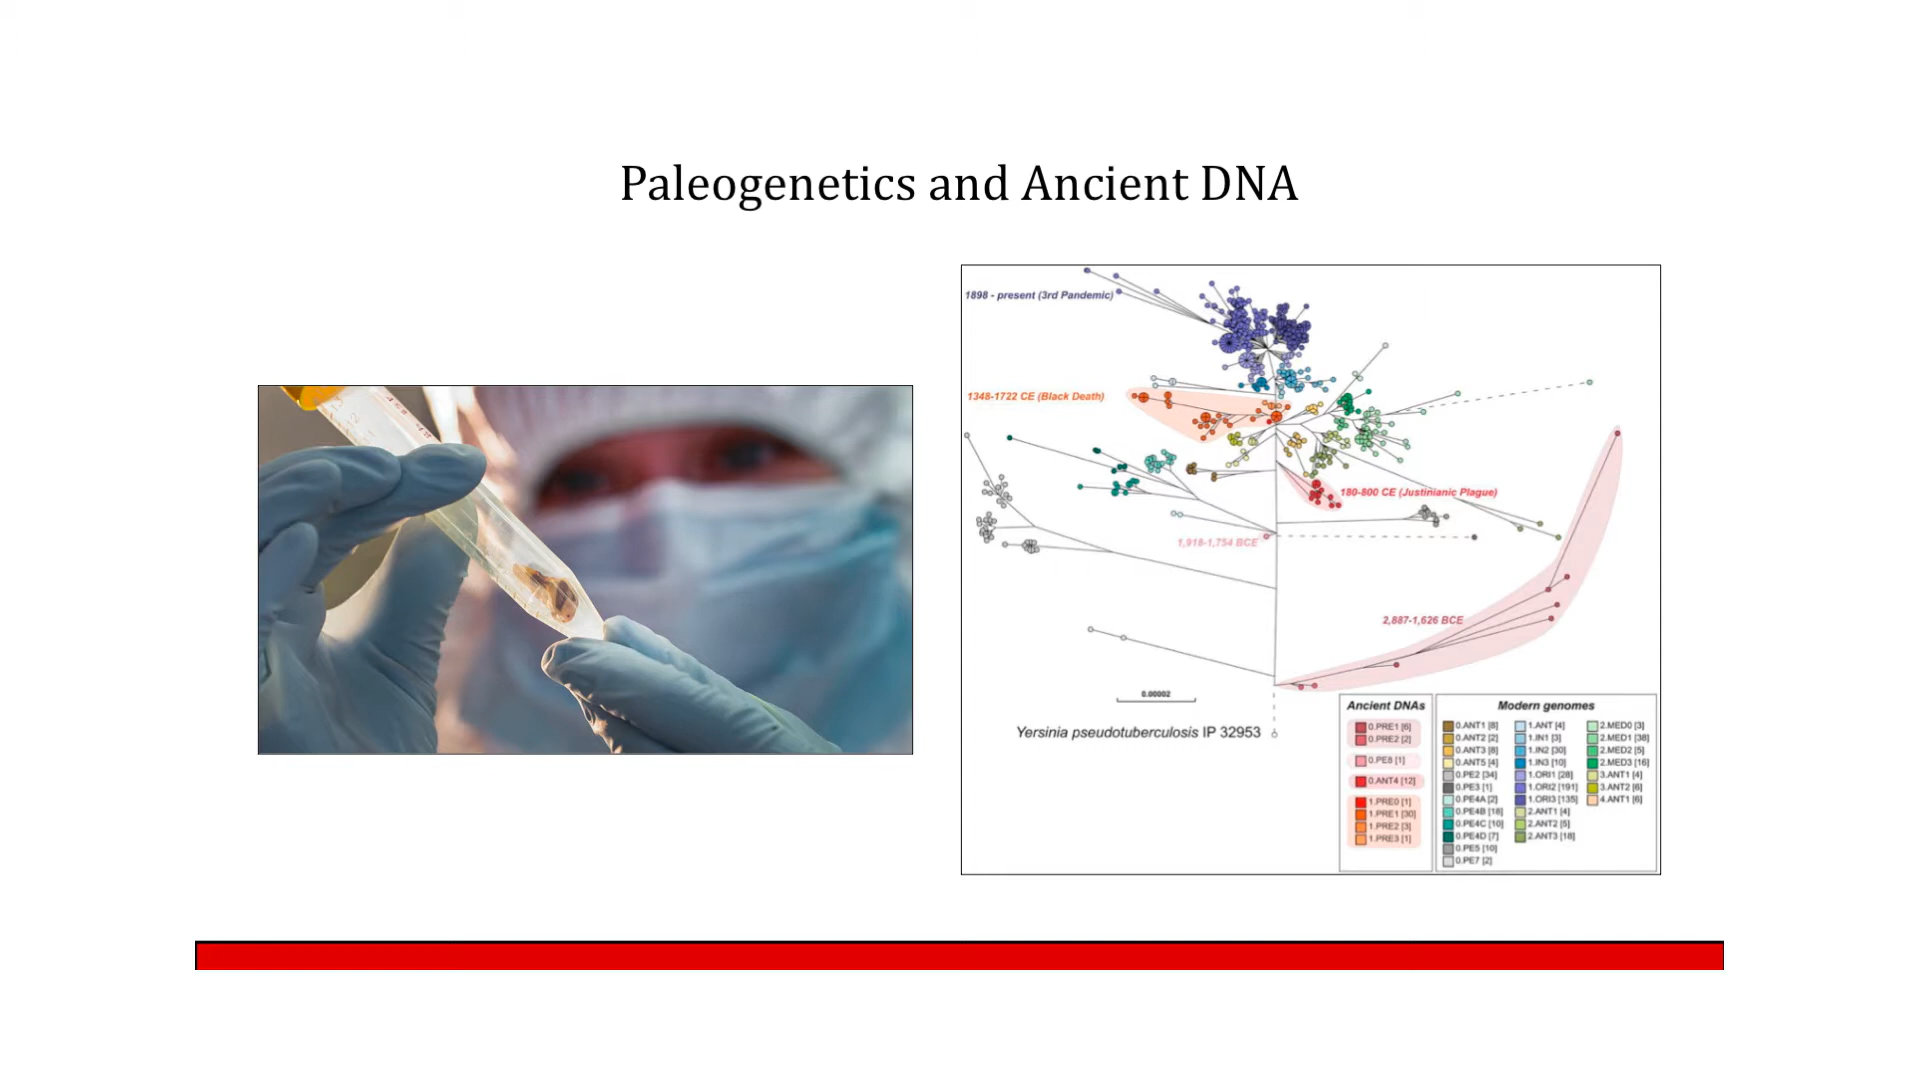 Paleogenetics and Ancient DNA
1898 - present (3rd Pandemic)
1348-1722 CE (Black Death)
180-800 CE (Justinianic Plague)
1,916-1,754 BCE
2,887-1,626 BCE
0.00002
Yersinia pseudotuberculosis IP 32953
Ancient DNAs
0.PRE1 [6]
0.PRE2 [2]
0.PE8 [1]
0.ANT4 [12]
1.PRE0 [1]
1.PRE1 [30]
1.PRE2 [3]
1.PRE3 [1]
Modern genomes
0.ANT1 [8]
0.ANT2 [2]
0.ANT3 [8]
0.ANT5 [4]
0.PE2 [34]
0.PE3 [1]
0.PE4A [2]
0.PE4B [18]
0.PE4C [10]
0.PE4D [7]
0.PE5 [10]
0.PE7 [2]
1.ANT [4]
1.IN1 [3]
1.IN2 [30]
1.IN3 [10]
1.ORI1 [28]
1.ORI2 [191]
1.ORI3 [135]
2.ANT1 [4]
2.ANT2 [5]
2.ANT3 [18]
2.MED0 [3]
2.MED1 [38]
2.MED2 [5]
2.MED3 [16]
3.ANT1 [4]
3.ANT2 [6]
4.ANT1 [6]